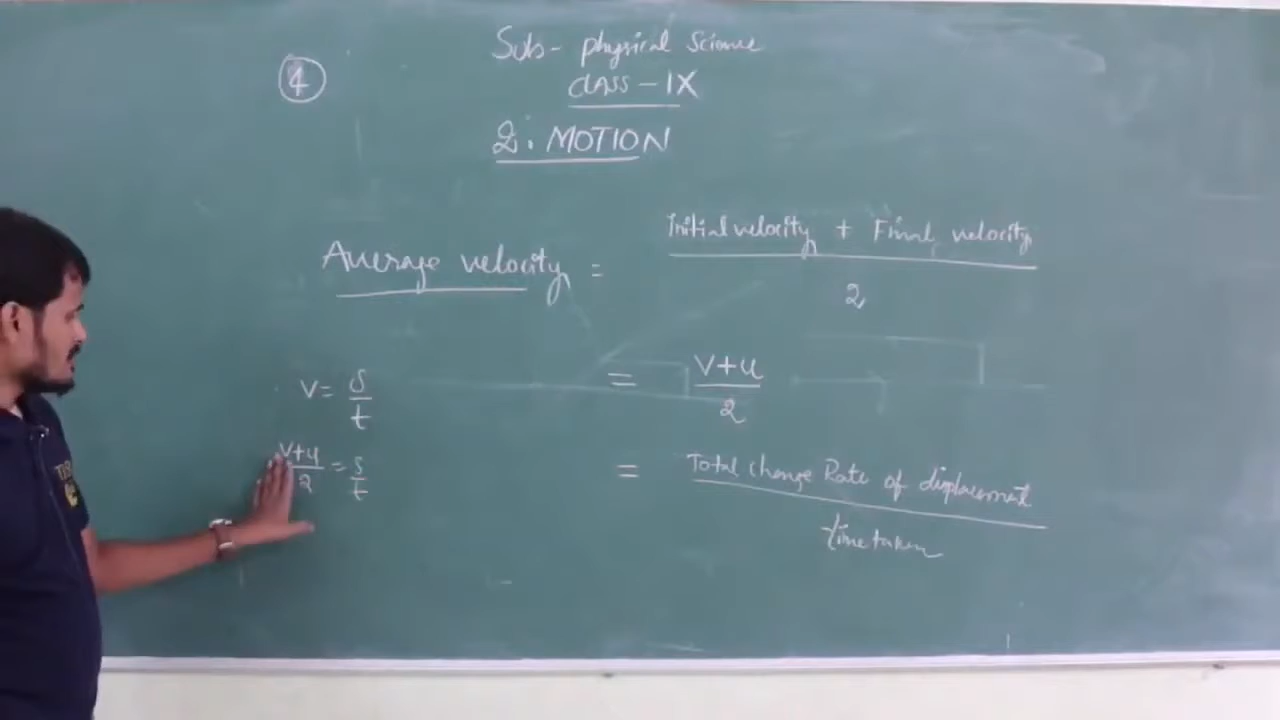 4
Sub- physical Science
CLASS - IX
2. MOTION
Average velocity = Initial velocity + Final velocity / 2
= V+u / 2
= Total change Rate of displacement / time taken
V = S / t
V+u / 2 = S / t